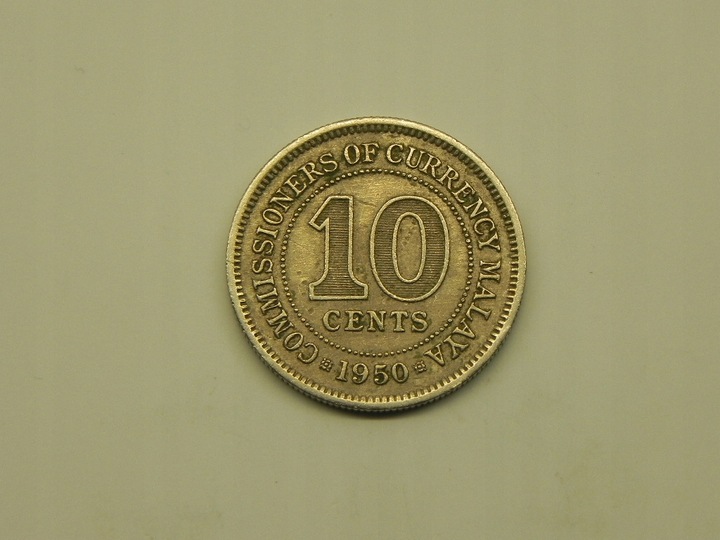 COMMISSIONERS OF CURRENCY MALAYA
10
CENTS
1950